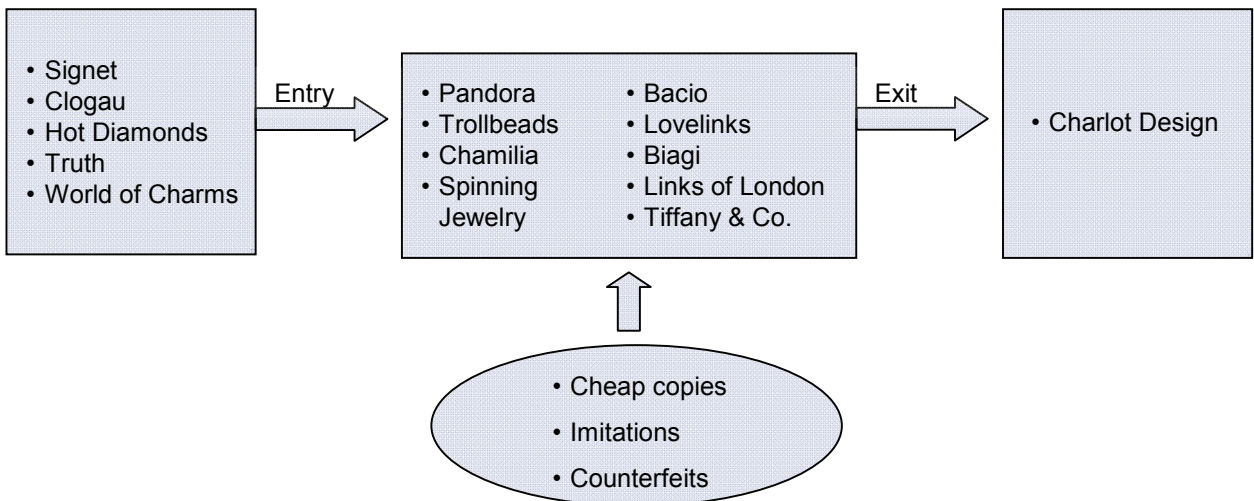 • Signet
• Clogau
• Hot Diamonds
• Truth
• World of Charms
Entry
• Pandora
• Trollbeads
• Chamilia
• Spinning
Jewelry
• Bacio
• Lovelinks
• Biagi
• Links of London
• Tiffany & Co.
Exit
• Charlot Design
• Cheap copies
• Imitations
• Counterfeits